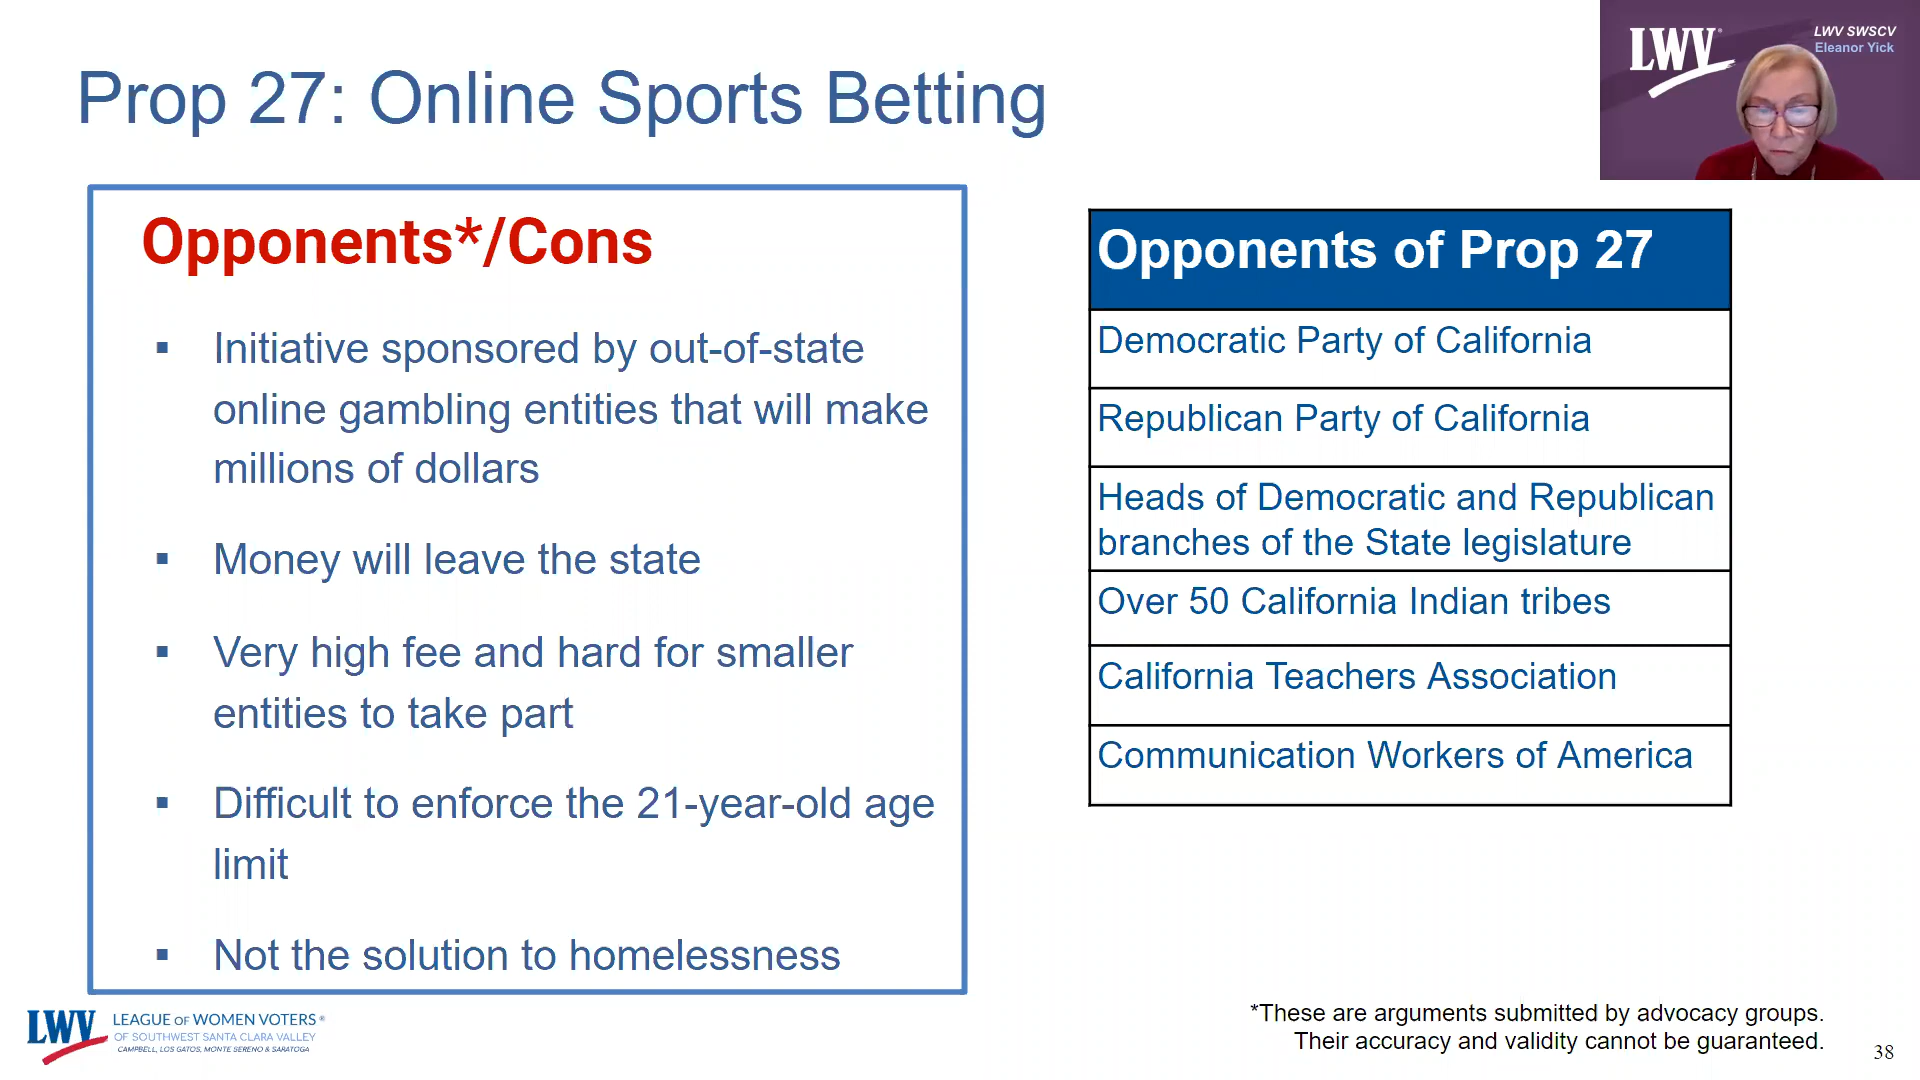 Prop 27: Online Sports Betting
LWV
LWV SWSCV
Eleanor Yick
Opponents*/Cons
▪ Initiative sponsored by out-of-state
online gambling entities that will make
millions of dollars
▪ Money will leave the state
▪ Very high fee and hard for smaller
entities to take part
▪ Difficult to enforce the 21-year-old age
limit
▪ Not the solution to homelessness
Opponents of Prop 27
Democratic Party of California
Republican Party of California
Heads of Democratic and Republican
branches of the State legislature
Over 50 California Indian tribes
California Teachers Association
Communication Workers of America
LWV
LEAGUE OF WOMEN VOTERS ®
OF SOUTHWEST SANTA CLARA VALLEY
CAMPBELL, LOS GATOS, MONTE SERENO & SARATOGA
*These are arguments submitted by advocacy groups.
Their accuracy and validity cannot be guaranteed.
38